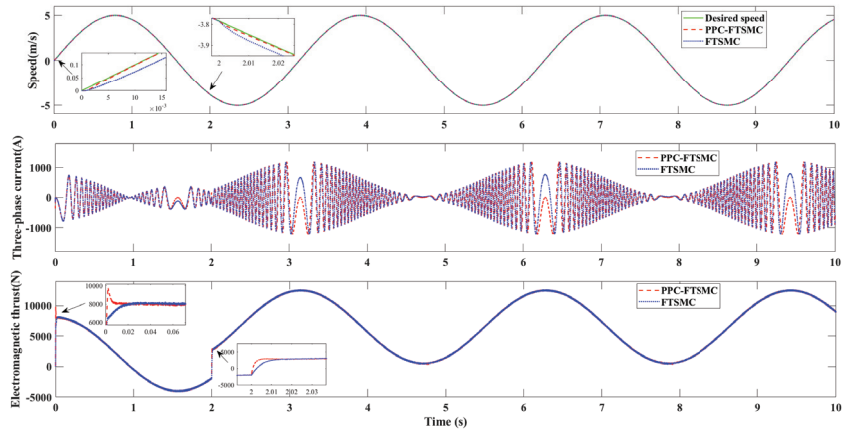 Speed(m/s)
5
0
-5
0 1 2 3 4 5 6 7 8 9 10
Desired speed
PPC-FTSMC
FTSMC
0.1
0.05
0
0 5 10 15
×10⁻³
-3.8
-3.9
2 2.01 2.02
Three-phase current(A)
1000
0
-1000
0 1 2 3 4 5 6 7 8 9 10
PPC-FTSMC
FTSMC
Electromagnetic thrust(N)
10000
5000
0
-5000
0 1 2 3 4 5 6 7 8 9 10
PPC-FTSMC
FTSMC
10000
8000
6000
0 0.02 0.04 0.06
5000
0
-5000
2 2.01 2.02 2.03
Time (s)